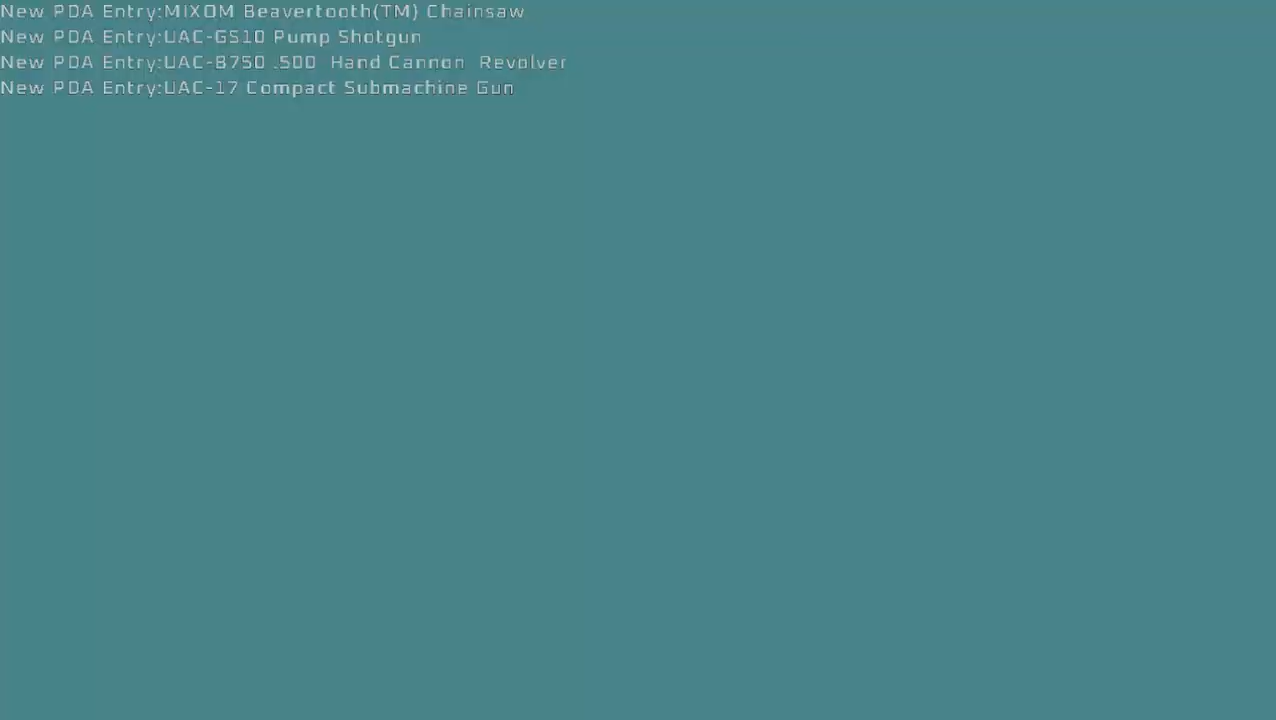 New PDA Entry:MIXOM Beavertooth(TM) Chainsaw
New PDA Entry:UAC-GS10 Pump Shotgun
New PDA Entry:UAC-B750 .500  Hand Cannon  Revolver
New PDA Entry:UAC-17 Compact Submachine Gun